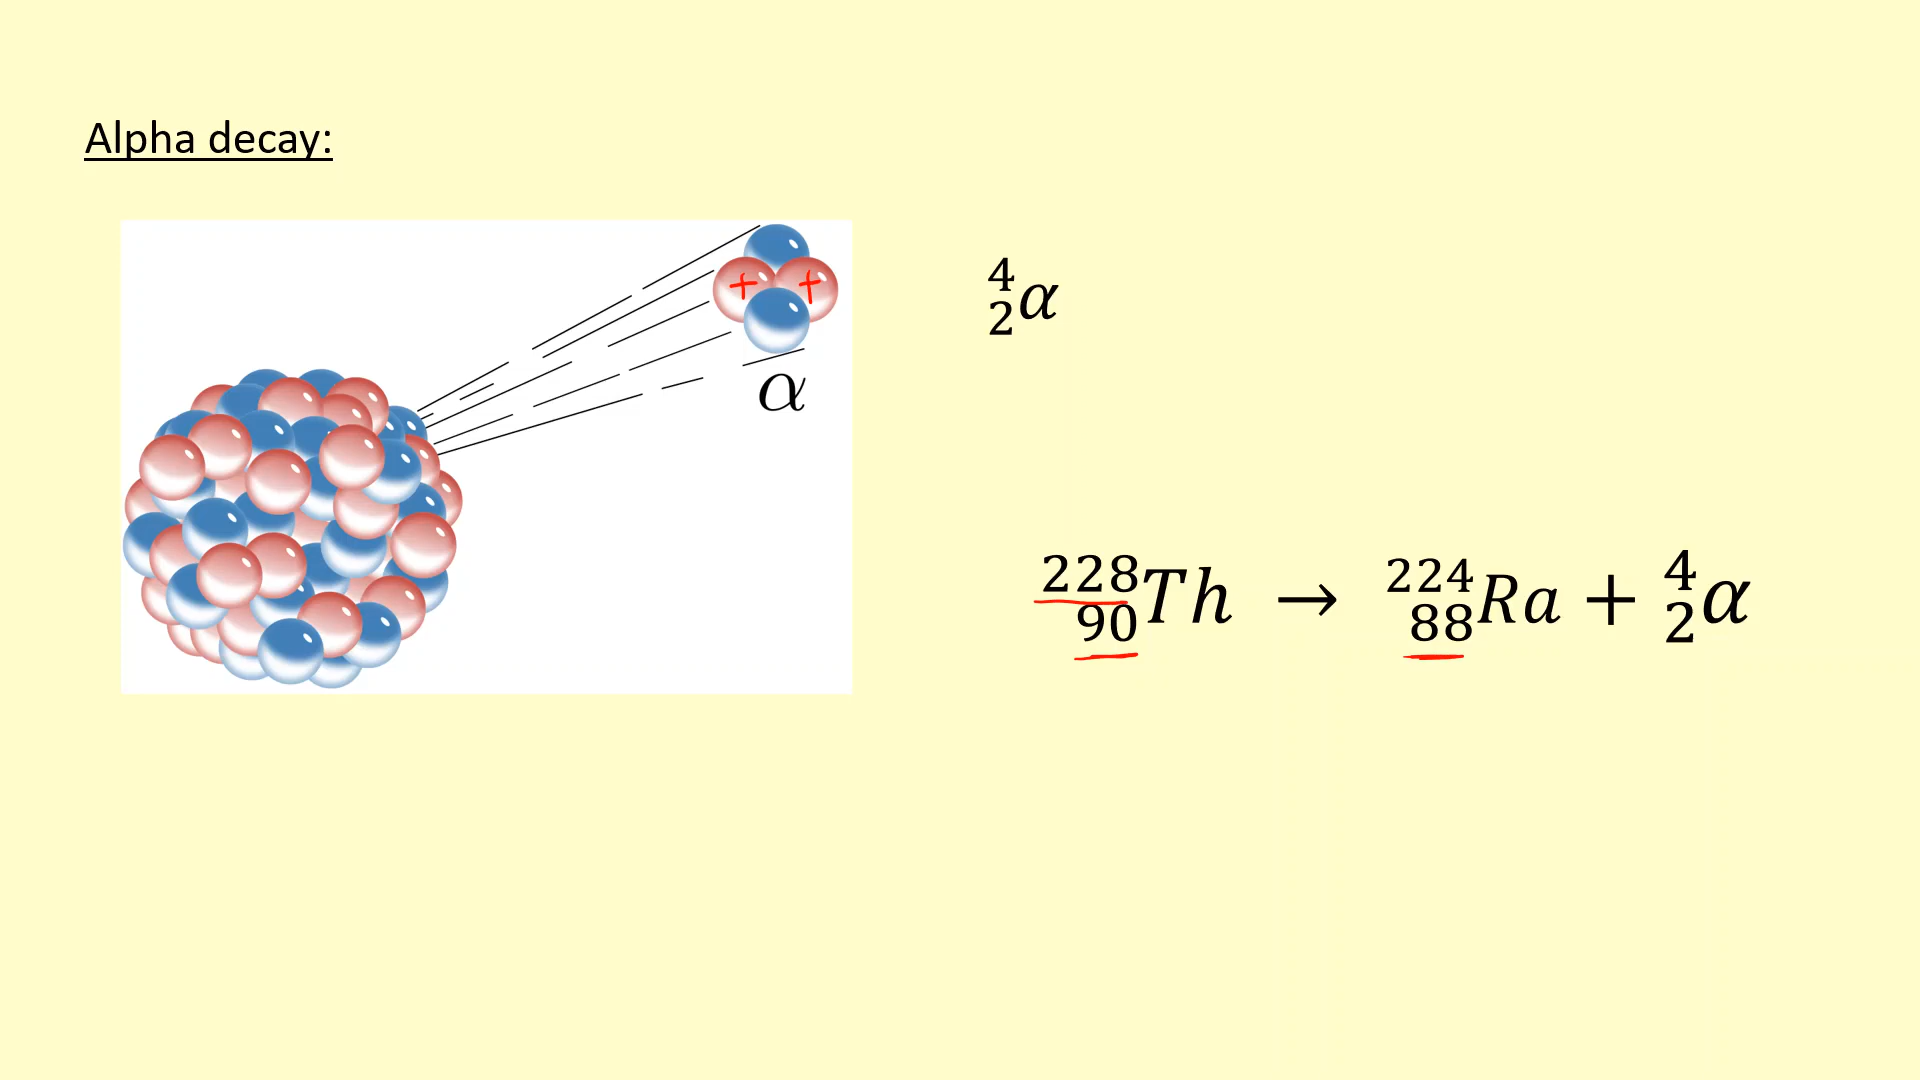 Alpha decay:
+ +
α
⁴₂α
²²⁸₉₀Th → ²²⁴₈₈Ra + ⁴₂α